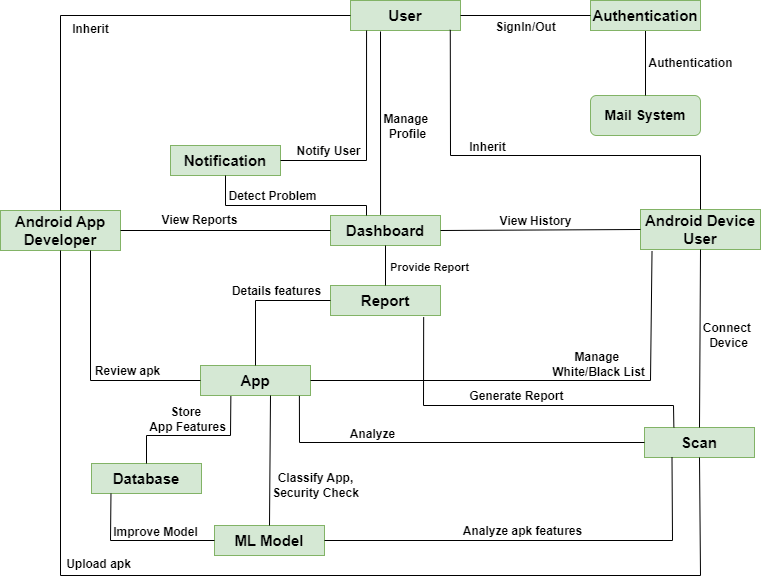 User
Authentication
Inherit
SignIn/Out
Authentication
Mail System
Manage
Profile
Notify User
Inherit
Notification
Detect Problem
Android App
Developer
View Reports
Dashboard
View History
Android Device
User
Provide Report
Details features
Report
Connect
Device
Review apk
App
Manage
White/Black List
Generate Report
Store
App Features
Analyze
Scan
Database
Classify App,
Security Check
Improve Model
ML Model
Analyze apk features
Upload apk